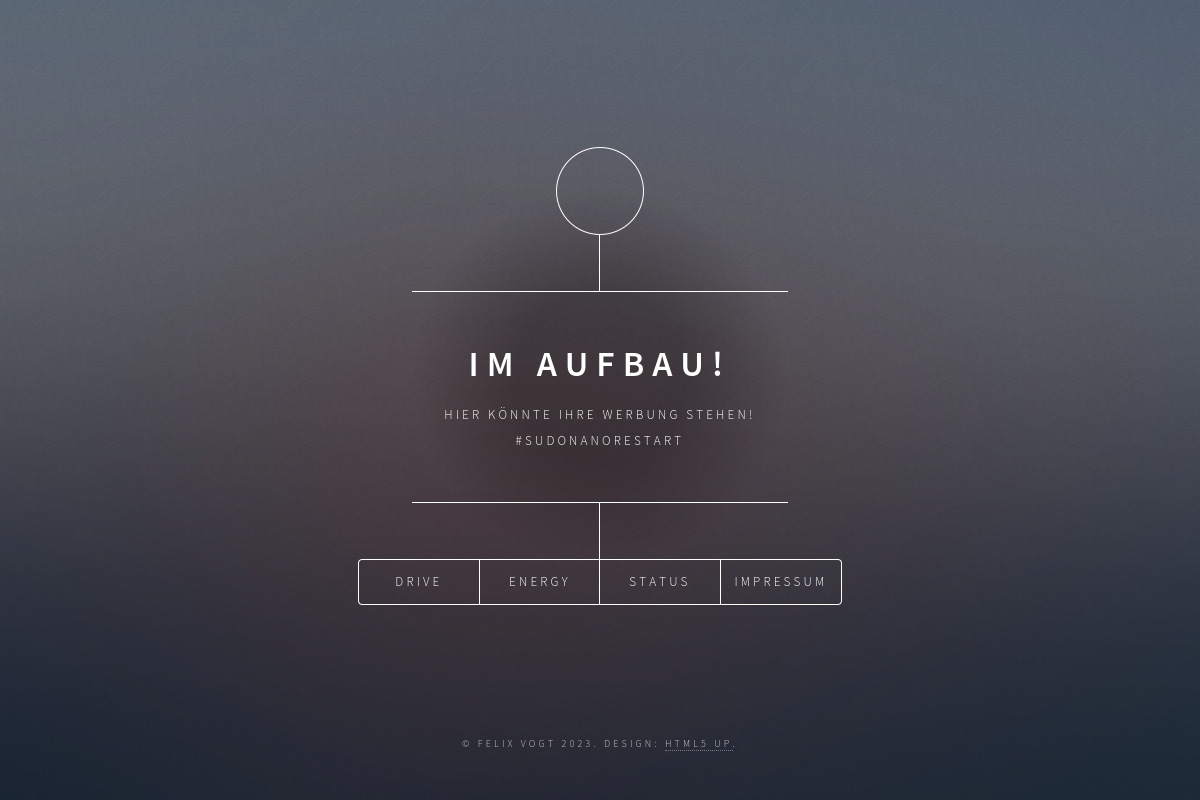 IM AUFBAU!
HIER KÖNNTE IHRE WERBUNG STEHEN!
#SUDONANORESTART
DRIVE
ENERGY
STATUS
IMPRESSUM
© FELIX VOGT 2023. DESIGN: HTML5 UP.